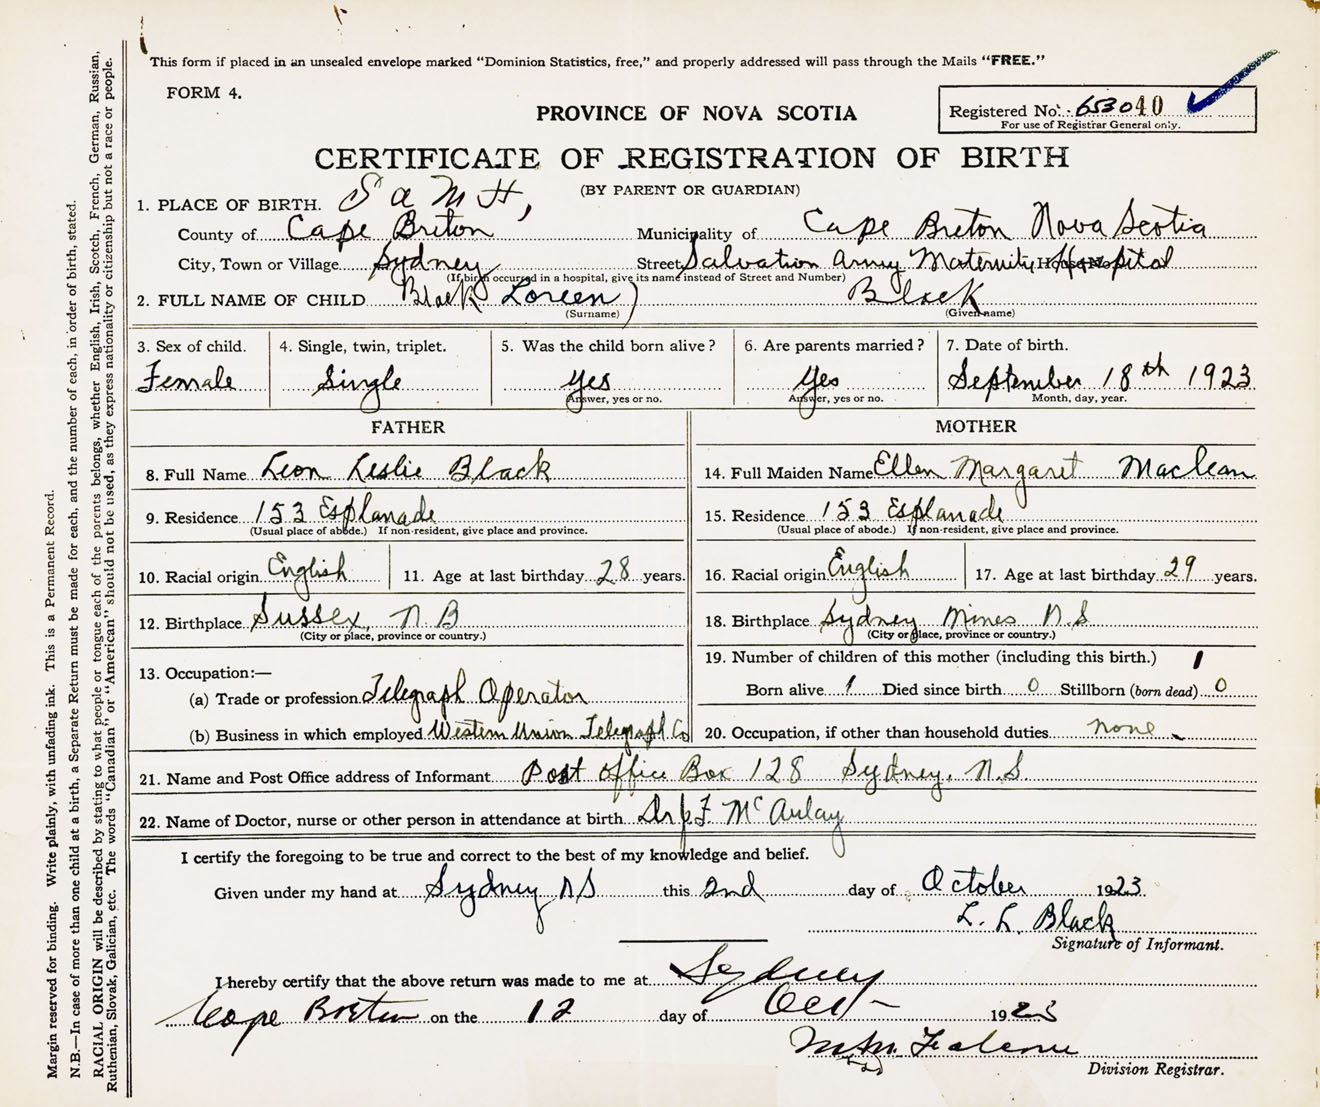 This form if placed in an unsealed envelope marked "Dominion Statistics, free," and properly addressed will pass through the Mails "FREE."
FORM 4.
PROVINCE OF NOVA SCOTIA
Registered No. 653040
For use of Registrar General only.
CERTIFICATE OF REGISTRATION OF BIRTH
(BY PARENT OR GUARDIAN)
1. PLACE OF BIRTH. S a M H,
County of Cape Breton Municipality of Cape Breton Nova Scotia
City, Town or Village Sydney Street Salvation Army Maternity Hospital
(If birth occurred in a hospital, give its name instead of Street and Number)
2. FULL NAME OF CHILD Black Loreen) Black
(Surname) (Given name)
3. Sex of child. 4. Single, twin, triplet. 5. Was the child born alive? 6. Are parents married? 7. Date of birth.
Female Single Yes Yes September 18th 1923
Answer, yes or no. Answer, yes or no. Month, day, year.
FATHER MOTHER
8. Full Name Leon Leslie Black 14. Full Maiden Name Ellen Margaret Maclean
9. Residence 153 Esplanade 15. Residence 153 Esplanade
(Usual place of abode.) If non-resident, give place and province. (Usual place of abode.) If non-resident, give place and province.
10. Racial origin English 11. Age at last birthday 28 years. 16. Racial origin English 17. Age at last birthday 29 years.
12. Birthplace Sussex, N.B 18. Birthplace Sydney Mines N.S
(City or place, province or country.) (City or place, province or country.)
13. Occupation:— 19. Number of children of this mother (including this birth.) 1
(a) Trade or profession Telegraph Operator Born alive 1 Died since birth 0 Stillborn (born dead) 0
(b) Business in which employed Western Union Telegraph Co 20. Occupation, if other than household duties none
21. Name and Post Office address of Informant Post Office Box 128 Sydney, N.S.
22. Name of Doctor, nurse or other person in attendance at birth Dr J F McAulay
I certify the foregoing to be true and correct to the best of my knowledge and belief.
Given under my hand at Sydney NS this 2nd day of October 1923
L. L. Black
Signature of Informant.
I hereby certify that the above return was made to me at Sydney
Cape Breton on the 12 day of Oct 1923
Division Registrar.
Margin reserved for binding. Write plainly, with unfading ink. This is a Permanent Record.
N.B.—In case of more than one child at a birth, a Separate Return must be made for each, and the number of each, in order of birth, stated.
RACIAL ORIGIN will be described by stating to what people or tongue each of the parents belongs, whether English, Irish, Scotch, French, German, Russian,
Ruthenian, Slovak, Galician, etc. The words "Canadian" or "American" should not be used, as they express nationality or citizenship but not a race or people.